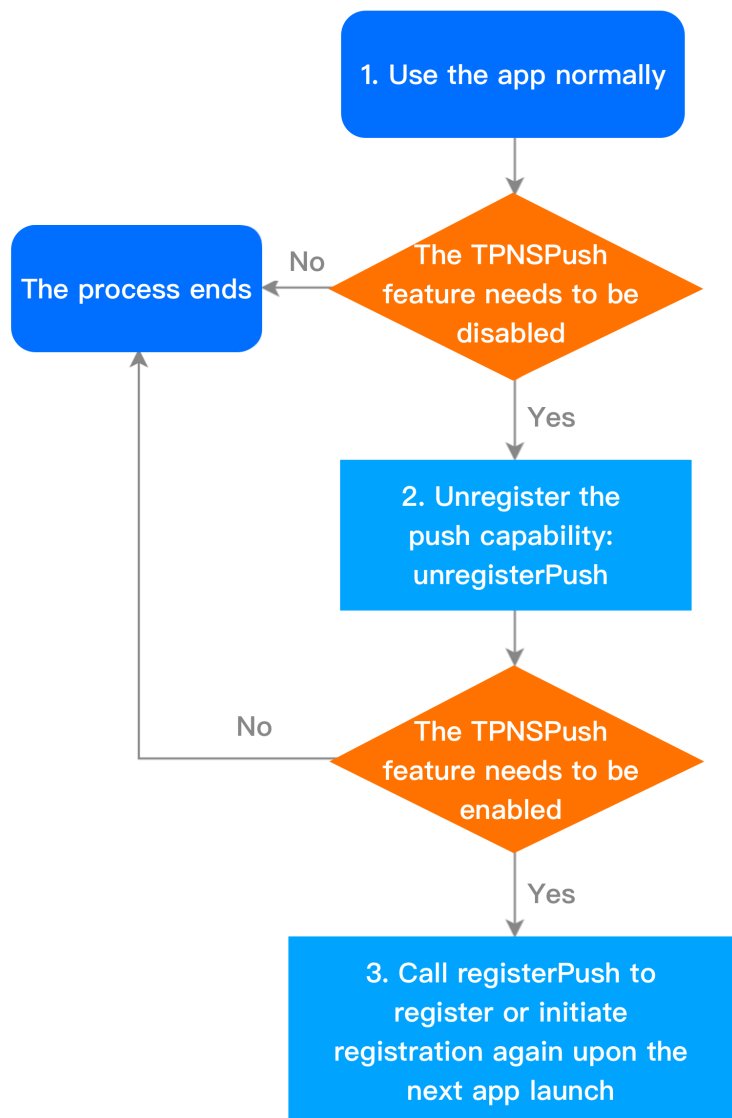 1. Use the app normally
The TPNSPush
feature needs to be
disabled
No
The process ends
Yes
2. Unregister the
push capability:
unregisterPush
The TPNSPush
feature needs to be
enabled
No
Yes
3. Call registerPush to
register or initiate
registration again upon the
next app launch